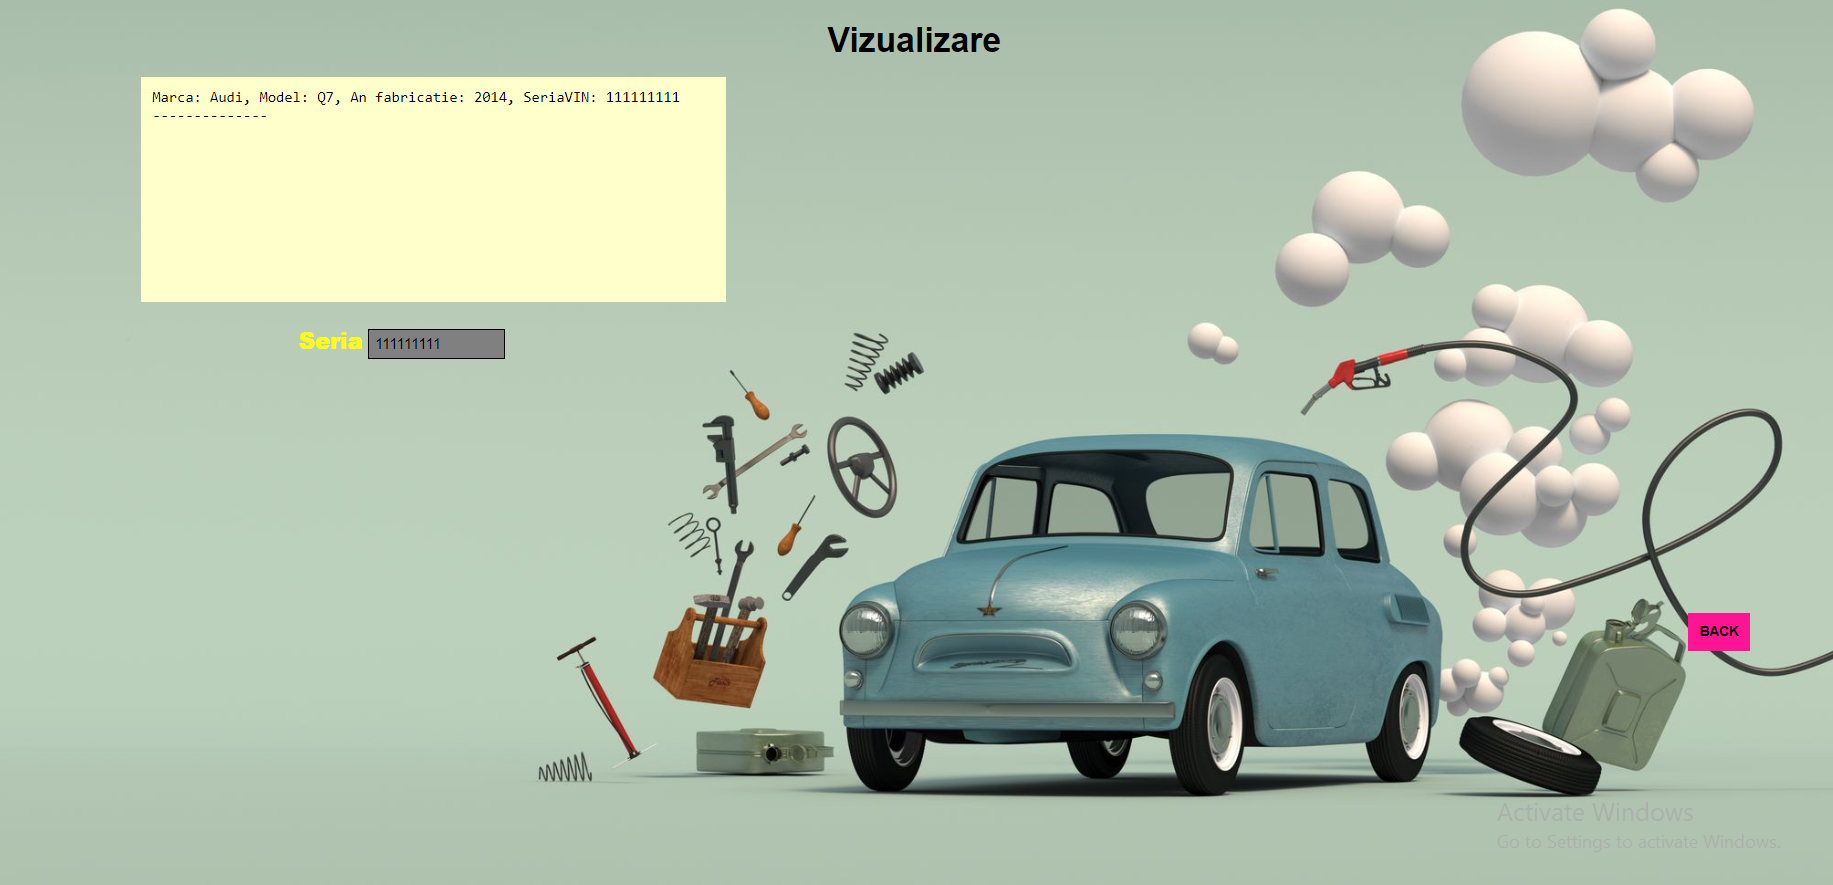 Vizualizare
Marca: Audi, Model: Q7, An fabricatie: 2014, SeriaVIN: 111111111
--------------
Seria 111111111
BACK
Activate Windows
Go to Settings to activate Windows.